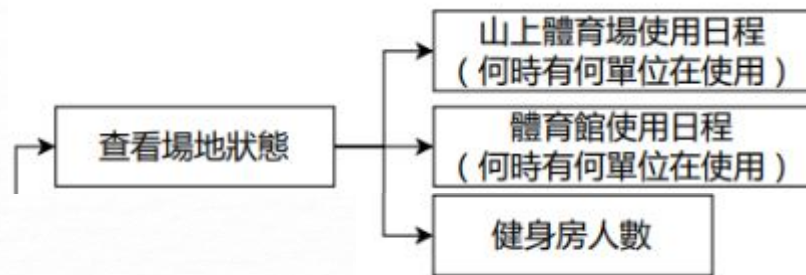 山上體育場使用日程
（何時有何單位在使用）
查看場地狀態
體育館使用日程
（何時有何單位在使用）
健身房人數